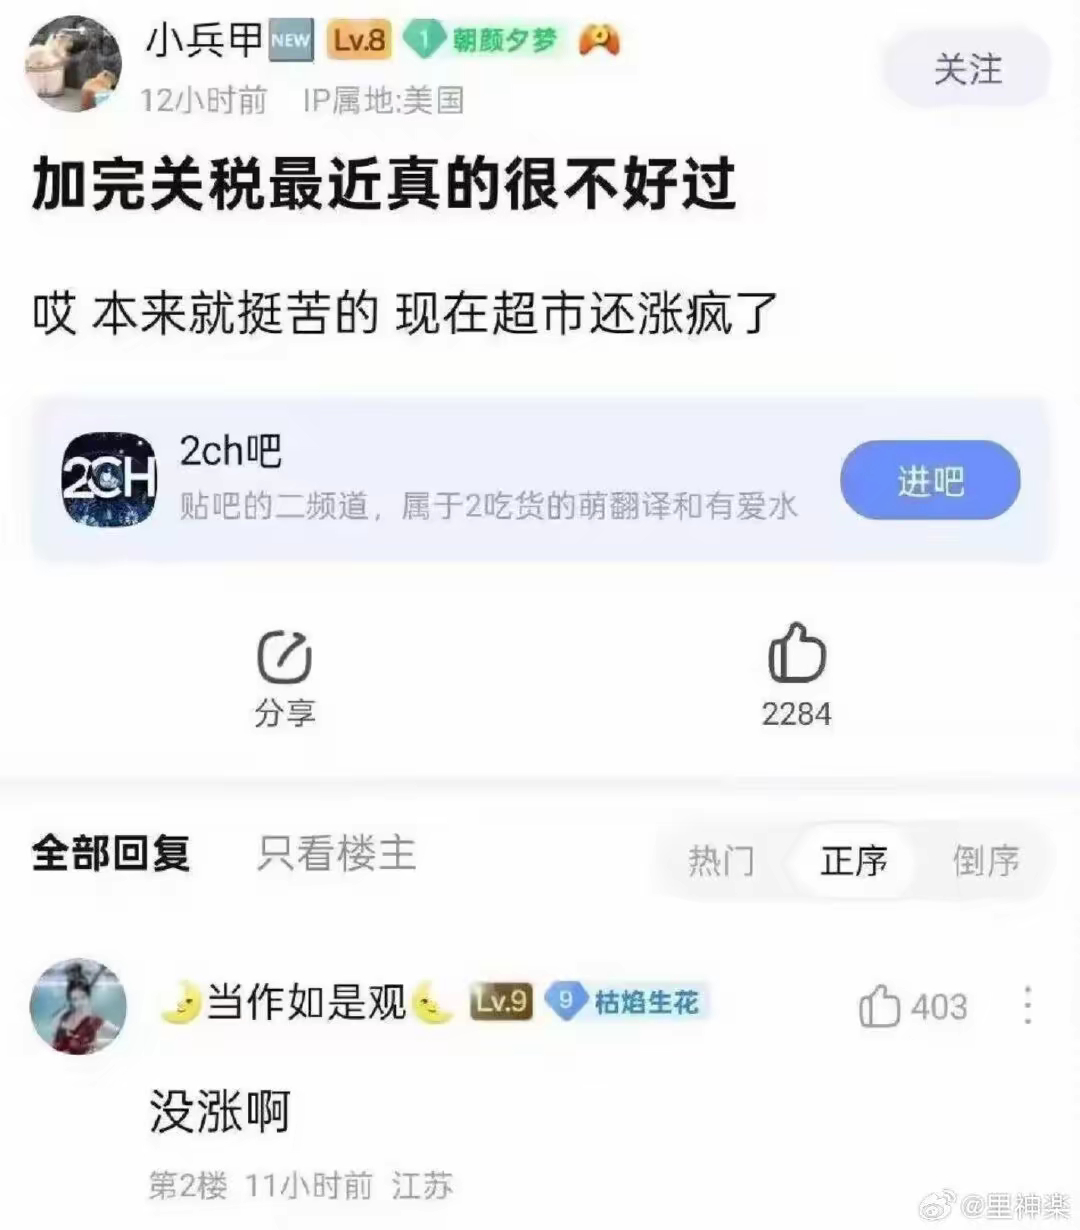 小兵甲 NEW Lv.8 1 朝颜夕梦
关注
12小时前 IP属地:美国
加完关税最近真的很不好过
哎 本来就挺苦的 现在超市还涨疯了
2CH
2ch吧
贴吧的二频道，属于2吃货的萌翻译和有爱水
进吧
分享
2284
全部回复 只看楼主 热门 正序 倒序
🌛当作如是观🌜 Lv.9 9 枯焰生花 403
没涨啊
第2楼 11小时前 江苏
@里神楽